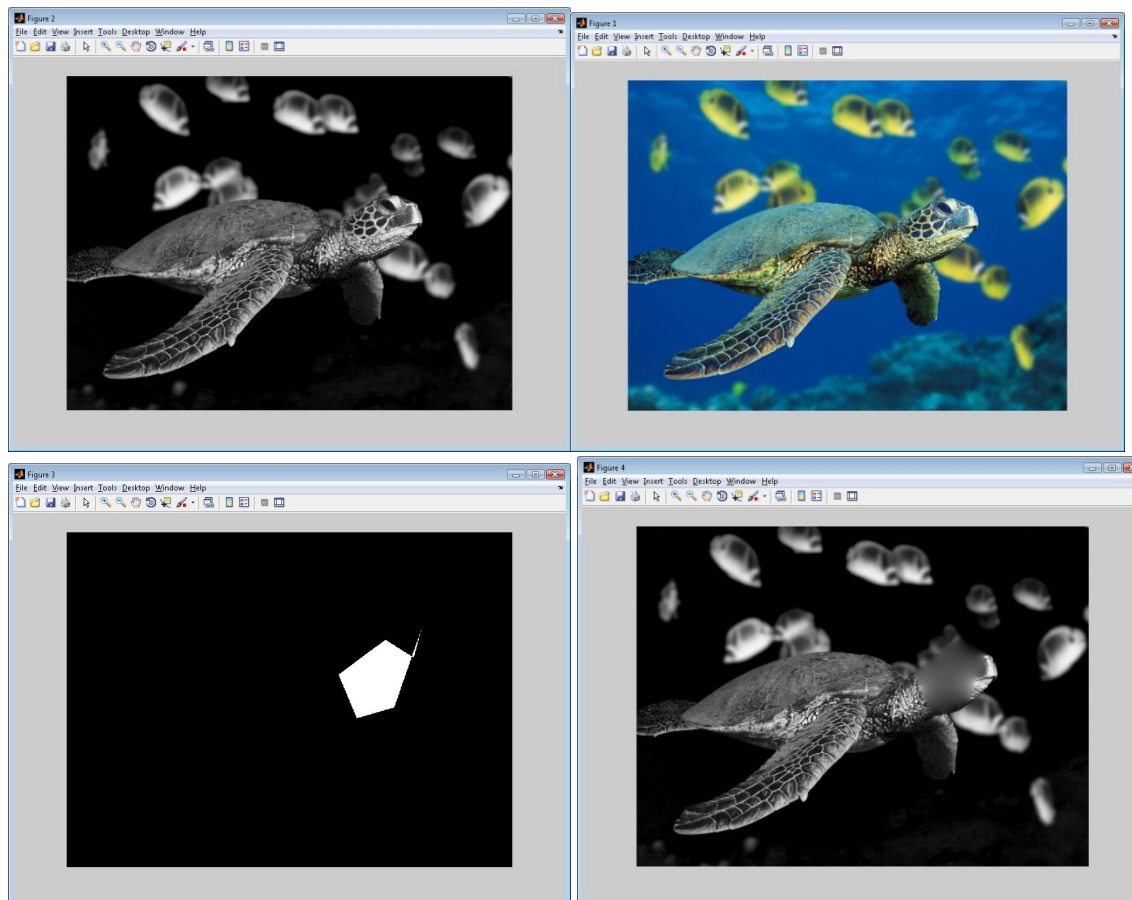 Figure 2
File Edit View Insert Tools Desktop Window Help
Figure 1
File Edit View Insert Tools Desktop Window Help
Figure 3
File Edit View Insert Tools Desktop Window Help
Figure 4
File Edit View Insert Tools Desktop Window Help